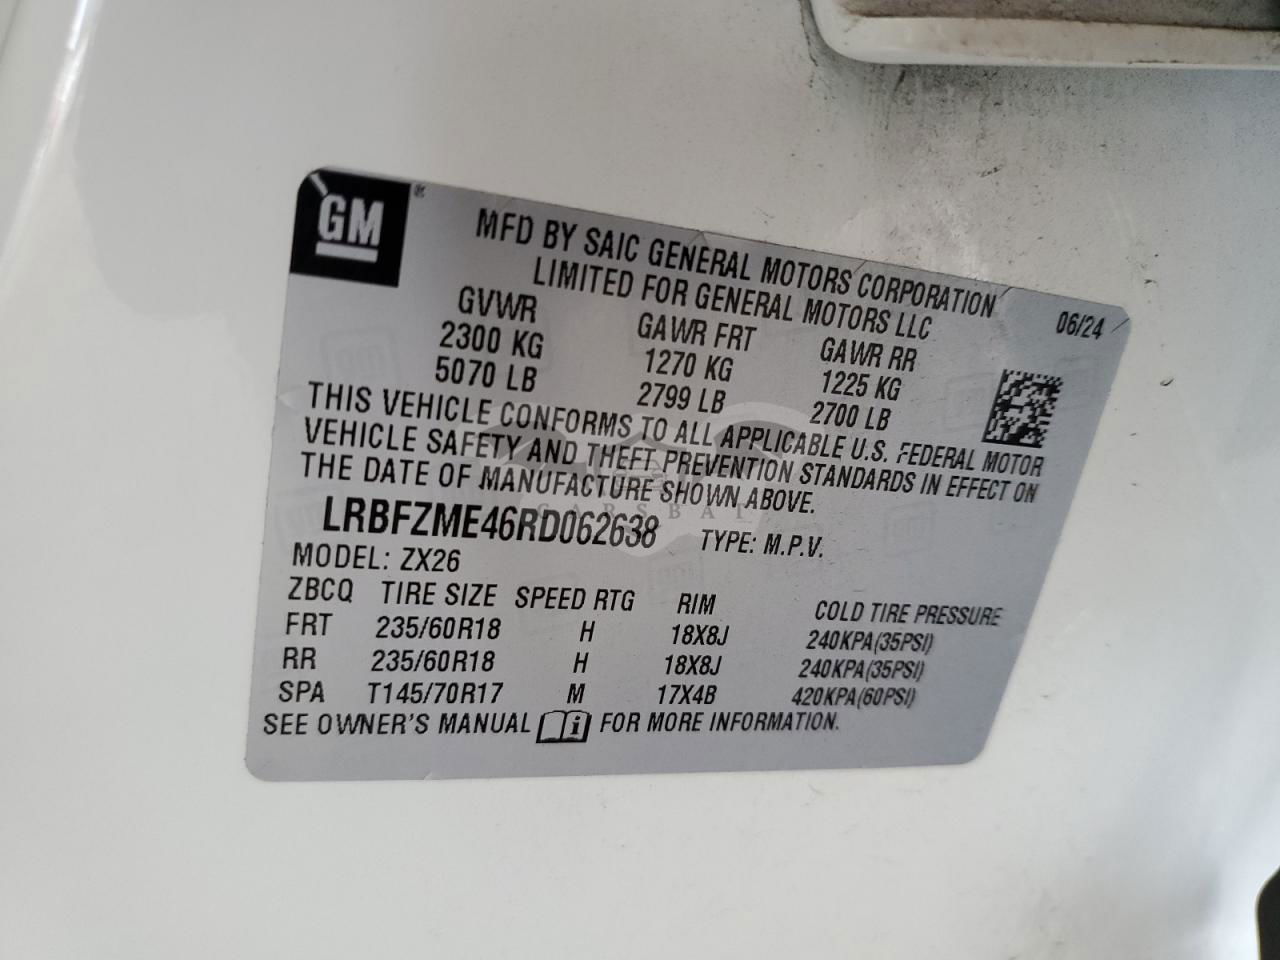 GM ®
MFD BY SAIC GENERAL MOTORS CORPORATION
LIMITED FOR GENERAL MOTORS LLC
06/24
GVWR GAWR FRT GAWR RR
2300 KG 1270 KG 1225 KG
5070 LB 2799 LB 2700 LB
THIS VEHICLE CONFORMS TO ALL APPLICABLE U.S. FEDERAL MOTOR
VEHICLE SAFETY AND THEFT PREVENTION STANDARDS IN EFFECT ON
THE DATE OF MANUFACTURE SHOWN ABOVE.
CARSBAT
LRBFZME46RD062638 TYPE: M.P.V.
MODEL: ZX26
ZBCQ TIRE SIZE SPEED RTG RIM COLD TIRE PRESSURE
FRT 235/60R18 H 18X8J 240KPA(35PSI)
RR 235/60R18 H 18X8J 240KPA(35PSI)
SPA T145/70R17 M 17X4B 420KPA(60PSI)
SEE OWNER'S MANUAL i FOR MORE INFORMATION.